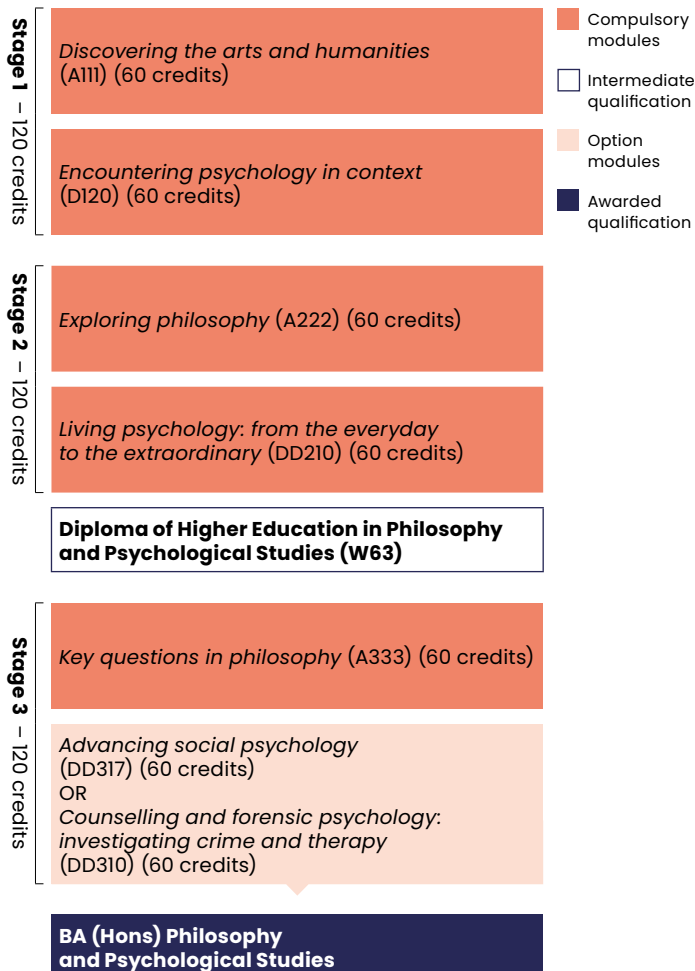 Stage 1 – 120 credits
Discovering the arts and humanities
(A111) (60 credits)
Encountering psychology in context
(D120) (60 credits)
Compulsory
modules
Intermediate
qualification
Option
modules
Awarded
qualification
Stage 2 – 120 credits
Exploring philosophy (A222) (60 credits)
Living psychology: from the everyday
to the extraordinary (DD210) (60 credits)
Diploma of Higher Education in Philosophy
and Psychological Studies (W63)
Stage 3 – 120 credits
Key questions in philosophy (A333) (60 credits)
Advancing social psychology
(DD317) (60 credits)
OR
Counselling and forensic psychology:
investigating crime and therapy
(DD310) (60 credits)
BA (Hons) Philosophy
and Psychological Studies